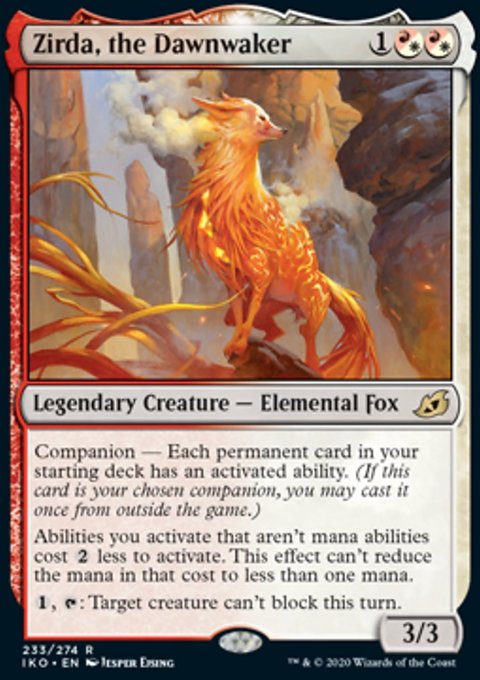 Zirda, the Dawnwaker 1
Legendary Creature — Elemental Fox
Companion — Each permanent card in your
starting deck has an activated ability. (If this
card is your chosen companion, you may cast it
once from outside the game.)
Abilities you activate that aren't mana abilities
cost 2 less to activate. This effect can't reduce
the mana in that cost to less than one mana.
1, : Target creature can't block this turn.
3/3
233/274 R
IKO • EN Jesper Ejsing
™ & © 2020 Wizards of the Coast